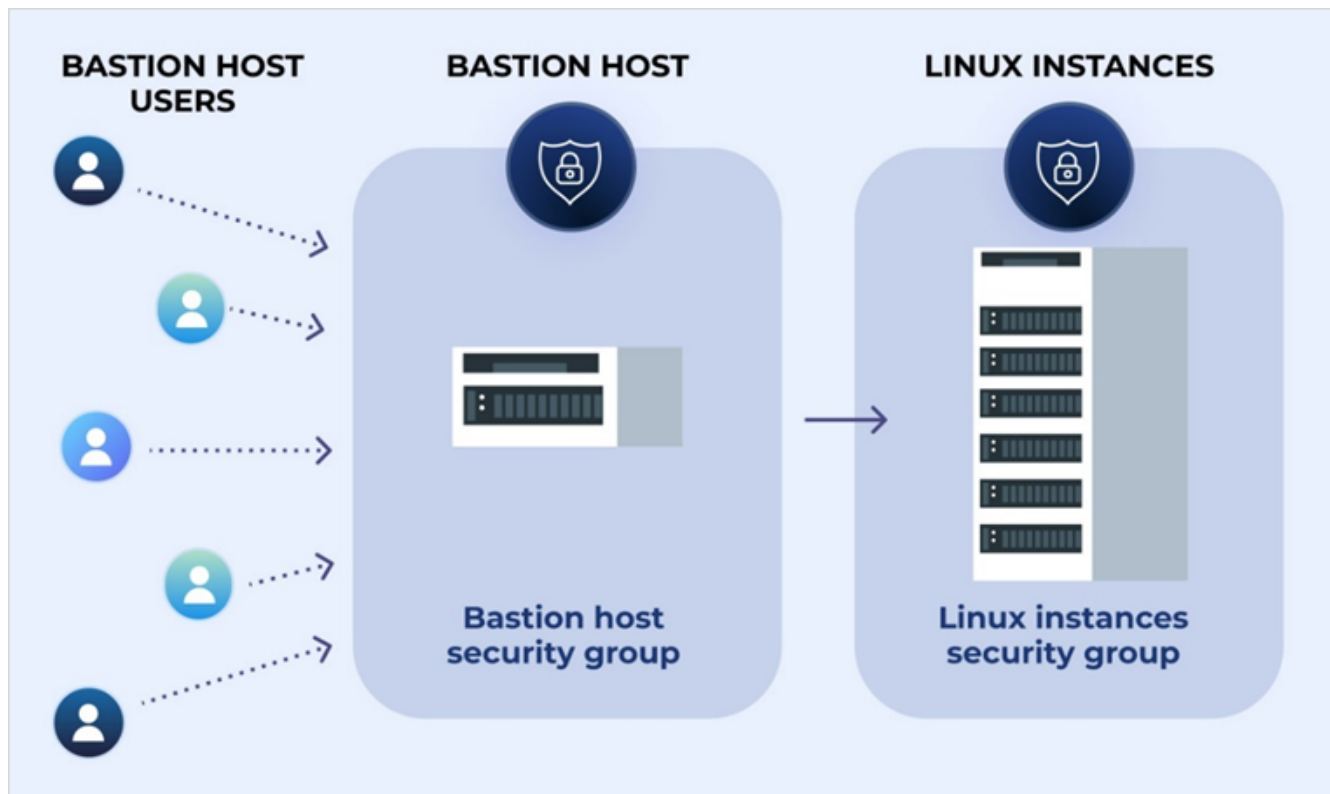 BASTION HOST
USERS
BASTION HOST
LINUX INSTANCES
Bastion host
security group
Linux instances
security group